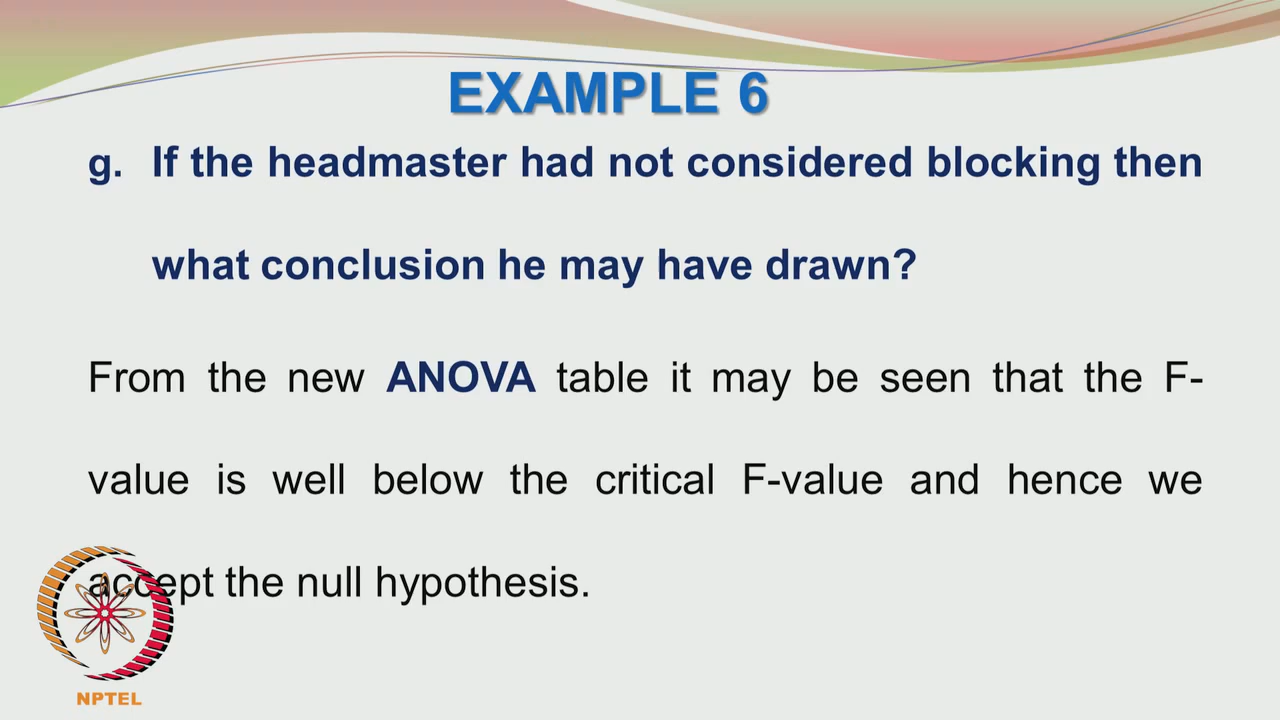 EXAMPLE 6
g. If the headmaster had not considered blocking then
what conclusion he may have drawn?
From the new ANOVA table it may be seen that the F-
value is well below the critical F-value and hence we
accept the null hypothesis.
NPTEL